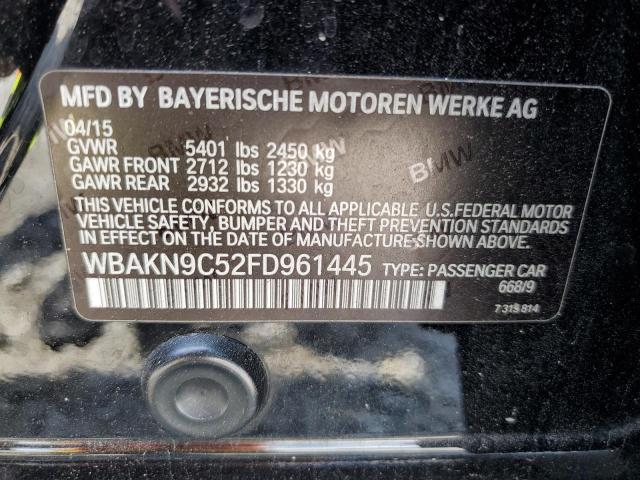 MFD BY BAYERISCHE MOTOREN WERKE AG
04/15
GVWR 5401 lbs 2450 kg
GAWR FRONT 2712 lbs 1230 kg
GAWR REAR 2932 lbs 1330 kg
THIS VEHICLE CONFORMS TO ALL APPLICABLE U.S.FEDERAL MOTOR
VEHICLE SAFETY, BUMPER AND THEFT PREVENTION STANDARDS
IN EFFECT ON THE DATE OF MANUFACTURE SHOWN ABOVE.
WBAKN9C52FD961445 TYPE: PASSENGER CAR
668/9
7 319 814
BMW